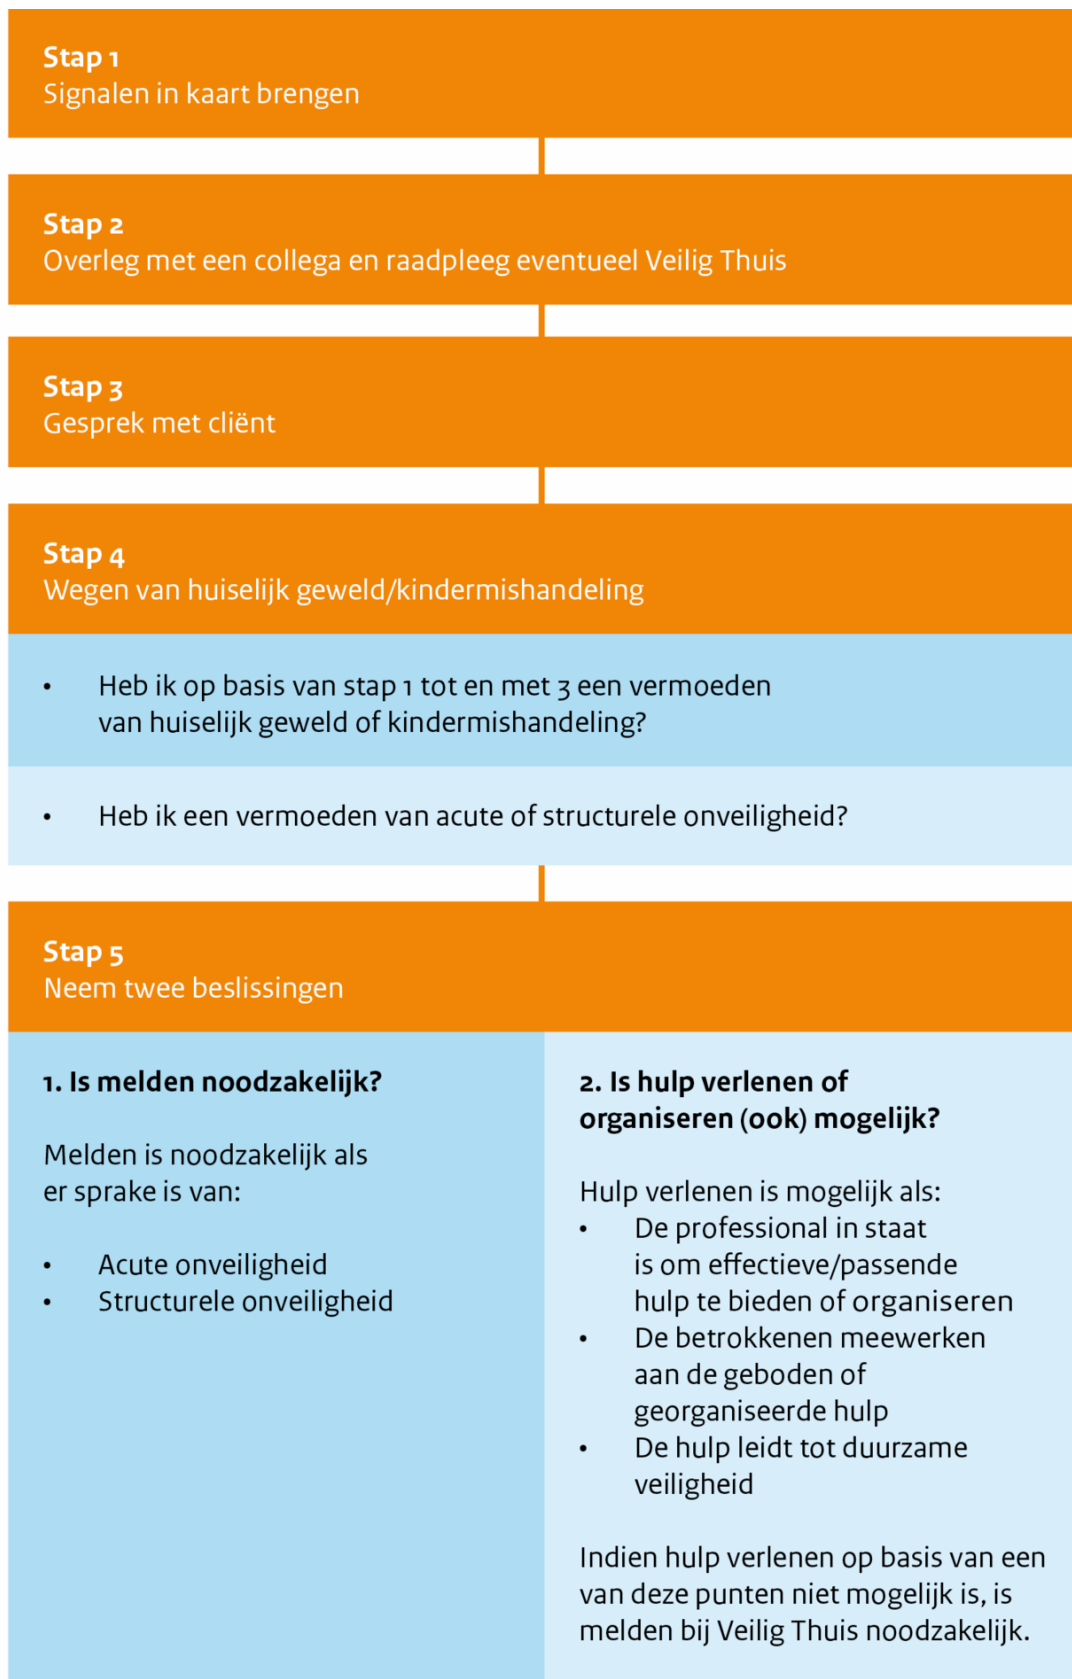 Stap 1
Signalen in kaart brengen
Stap 2
Overleg met een collega en raadpleeg eventueel Veilig Thuis
Stap 3
Gesprek met cliënt
Stap 4
Wegen van huiselijk geweld/kindermishandeling
• Heb ik op basis van stap 1 tot en met 3 een vermoeden
van huiselijk geweld of kindermishandeling?
• Heb ik een vermoeden van acute of structurele onveiligheid?
Stap 5
Neem twee beslissingen
1. Is melden noodzakelijk?
Melden is noodzakelijk als
er sprake is van:
• Acute onveiligheid
• Structurele onveiligheid
2. Is hulp verlenen of
organiseren (ook) mogelijk?
Hulp verlenen is mogelijk als:
• De professional in staat
is om effectieve/passende
hulp te bieden of organiseren
• De betrokkenen meewerken
aan de geboden of
georganiseerde hulp
• De hulp leidt tot duurzame
veiligheid
Indien hulp verlenen op basis van een
van deze punten niet mogelijk is, is
melden bij Veilig Thuis noodzakelijk.